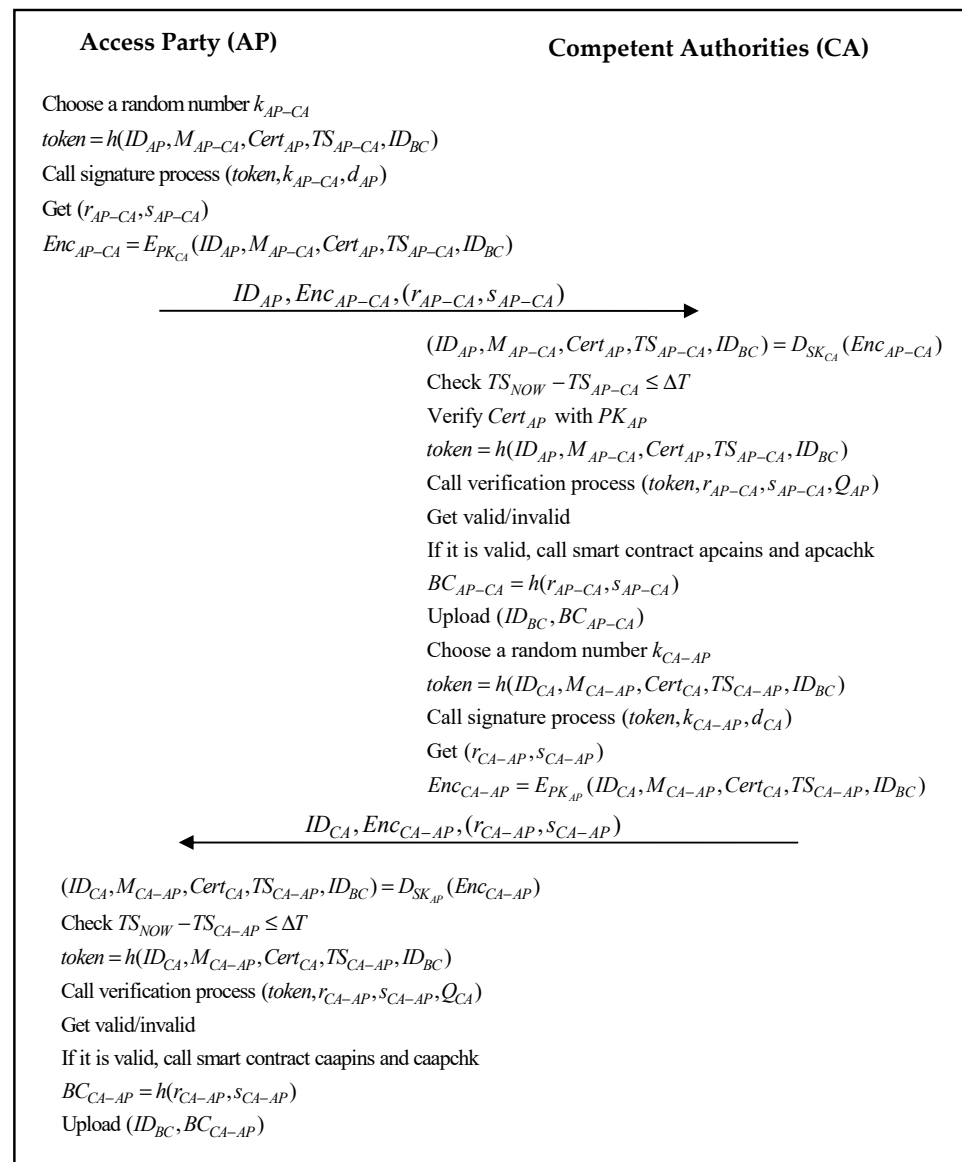 Access Party (AP)
Competent Authorities (CA)
Choose a random number k_{AP-CA}
token = h(ID_{AP}, M_{AP-CA}, Cert_{AP}, TS_{AP-CA}, ID_{BC})
Call signature process (token, k_{AP-CA}, d_{AP})
Get (r_{AP-CA}, s_{AP-CA})
Enc_{AP-CA} = E_{PK_{CA}}(ID_{AP}, M_{AP-CA}, Cert_{AP}, TS_{AP-CA}, ID_{BC})
ID_{AP}, Enc_{AP-CA}, (r_{AP-CA}, s_{AP-CA})
(ID_{AP}, M_{AP-CA}, Cert_{AP}, TS_{AP-CA}, ID_{BC}) = D_{SK_{CA}}(Enc_{AP-CA})
Check TS_{NOW} − TS_{AP-CA} ≤ ΔT
Verify Cert_{AP} with PK_{AP}
token = h(ID_{AP}, M_{AP-CA}, Cert_{AP}, TS_{AP-CA}, ID_{BC})
Call verification process (token, r_{AP-CA}, s_{AP-CA}, Q_{AP})
Get valid/invalid
If it is valid, call smart contract apcains and apcachk
BC_{AP-CA} = h(r_{AP-CA}, s_{AP-CA})
Upload (ID_{BC}, BC_{AP-CA})
Choose a random number k_{CA-AP}
token = h(ID_{CA}, M_{CA-AP}, Cert_{CA}, TS_{CA-AP}, ID_{BC})
Call signature process (token, k_{CA-AP}, d_{CA})
Get (r_{CA-AP}, s_{CA-AP})
Enc_{CA-AP} = E_{PK_{AP}}(ID_{CA}, M_{CA-AP}, Cert_{CA}, TS_{CA-AP}, ID_{BC})
ID_{CA}, Enc_{CA-AP}, (r_{CA-AP}, s_{CA-AP})
(ID_{CA}, M_{CA-AP}, Cert_{CA}, TS_{CA-AP}, ID_{BC}) = D_{SK_{AP}}(Enc_{CA-AP})
Check TS_{NOW} − TS_{CA-AP} ≤ ΔT
token = h(ID_{CA}, M_{CA-AP}, Cert_{CA}, TS_{CA-AP}, ID_{BC})
Call verification process (token, r_{CA-AP}, s_{CA-AP}, Q_{CA})
Get valid/invalid
If it is valid, call smart contract caapins and caapchk
BC_{CA-AP} = h(r_{CA-AP}, s_{CA-AP})
Upload (ID_{BC}, BC_{CA-AP})